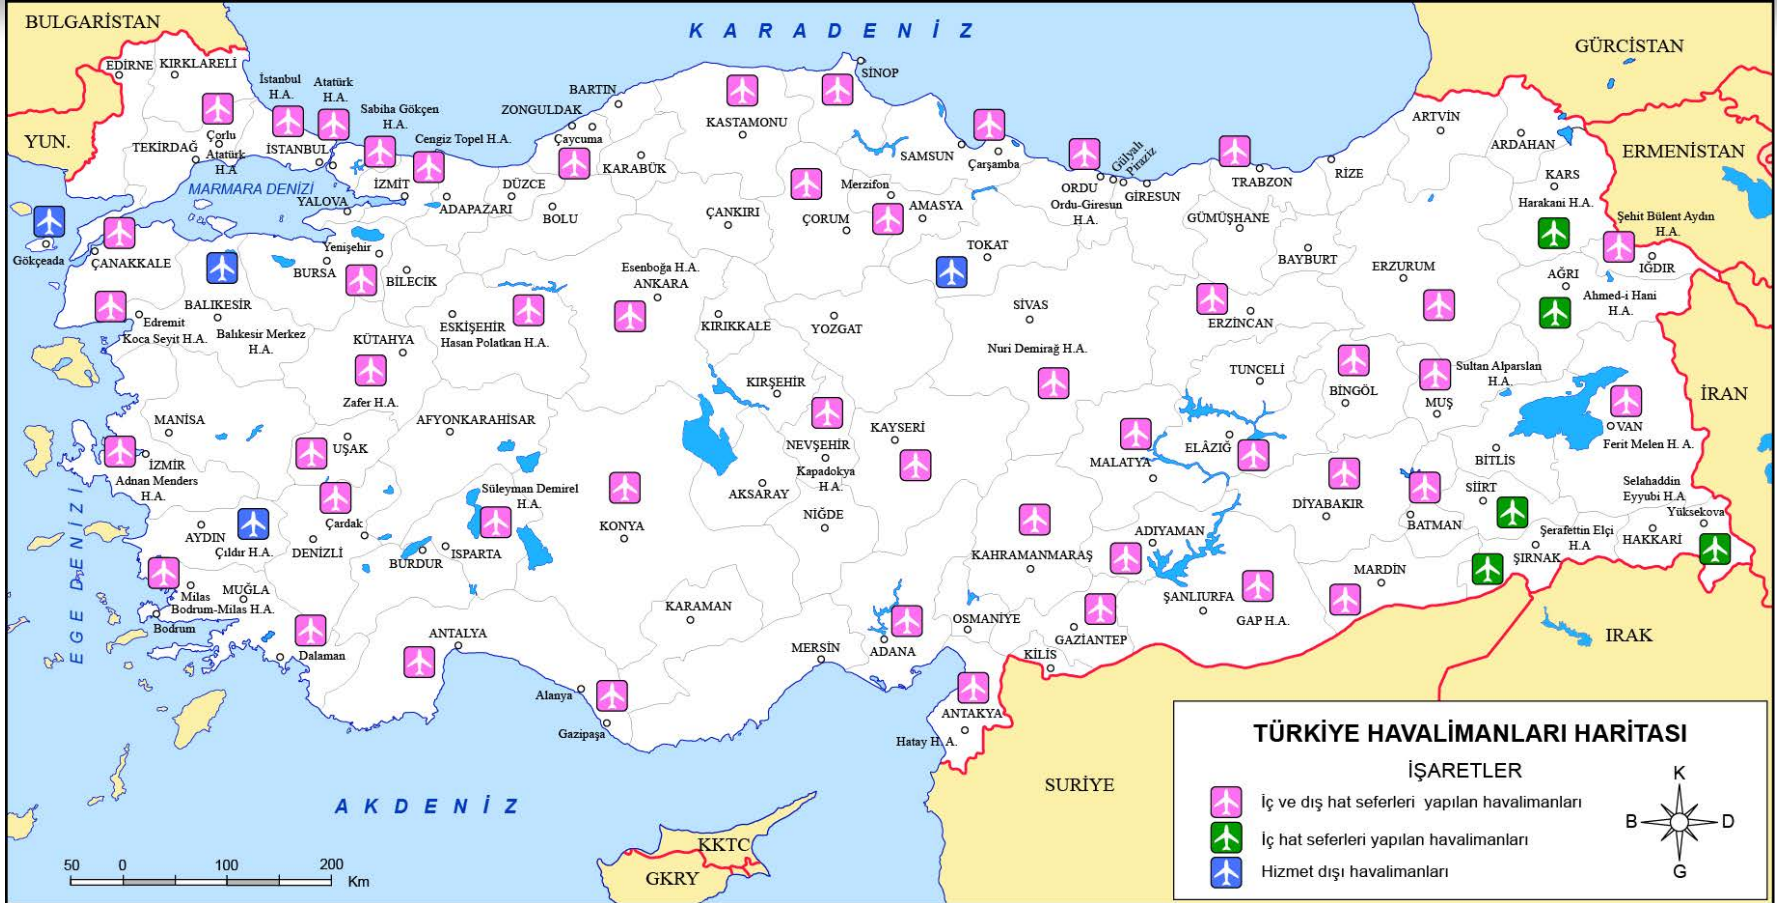 BULGARİSTAN
K A R A D E N İ Z
GÜRCİSTAN
EDİRNE
KIRKLARELİ
İstanbul
H.A.
Atatürk
H.A.
Sabiha Gökçen
H.A.
Cengiz Topel H.A.
BARTIN
ZONGULDAK
Çaycuma
KARABÜK
KASTAMONU
SİNOP
YUN.
Çorlu
Atatürk
H.A
TEKİRDAĞ
İSTANBUL
MARMARA DENİZİ
YALOVA
İZMİT
ADAPAZARI
DÜZCE
BOLU
ÇANKIRI
ÇORUM
Merzifon
AMASYA
SAMSUN
Çarşamba
ORDU
Ordu-Giresun
H.A.
Gülyalı
Piraziz
GİRESUN
TRABZON
GÜMÜŞHANE
RİZE
ARTVİN
ARDAHAN
ERMENİSTAN
KARS
Harakani H.A.
Şehit Bülent Aydın
H.A.
IĞDIR
Gökçeada
ÇANAKKALE
Yenişehir
BURSA
BİLECİK
Esenboğa H.A.
ANKARA
TOKAT
BAYBURT
ERZURUM
AĞRI
Ahmed-i Hani
H.A.
Edremit
Koca Seyit H.A.
BALIKESİR
Balıkesir Merkez
H.A.
KÜTAHYA
Zafer H.A.
ESKİŞEHİR
Hasan Polatkan H.A.
KIRIKKALE
YOZGAT
SİVAS
Nuri Demirağ H.A.
ERZİNCAN
TUNCELİ
BİNGÖL
Sultan Alparslan
H.A.
MUŞ
İRAN
MANİSA
AFYONKARAHİSAR
UŞAK
KIRŞEHİR
NEVŞEHİR
Kapadokya
H.A.
KAYSERİ
MALATYA
ELÂZIĞ
VAN
Ferit Melen H. A.
BİTLİS
İZMİR
Adnan Menders
H.A.
Süleyman Demirel
H.A.
KONYA
AKSARAY
NİĞDE
DİYABAKIR
BATMAN
SİİRT
Selahaddin
Eyyubi H.A
Yüksekova
HAKKARİ
Şerafettin Elçi
H.A
ŞIRNAK
EGE DENİZİ
AYDIN
Çıldır H.A.
Çardak
DENİZLİ
BURDUR
ISPARTA
KAHRAMANMARAŞ
ADIYAMAN
MARDİN
ŞANLIURFA
GAP H.A.
Milas
Bodrum-Milas H.A.
MUĞLA
Bodrum
Dalaman
ANTALYA
KARAMAN
MERSİN
ADANA
OSMANİYE
GAZİANTEP
KİLİS
IRAK
Alanya
Gazipaşa
ANTAKYA
Hatay H. A.
SURİYE
A K D E N İ Z
KKTC
GKRY
50 0 100 200
Km
TÜRKİYE HAVALİMANLARI HARİTASI
İŞARETLER
İç ve dış hat seferleri yapılan havalimanları
İç hat seferleri yapılan havalimanları
Hizmet dışı havalimanları
K
B
D
G